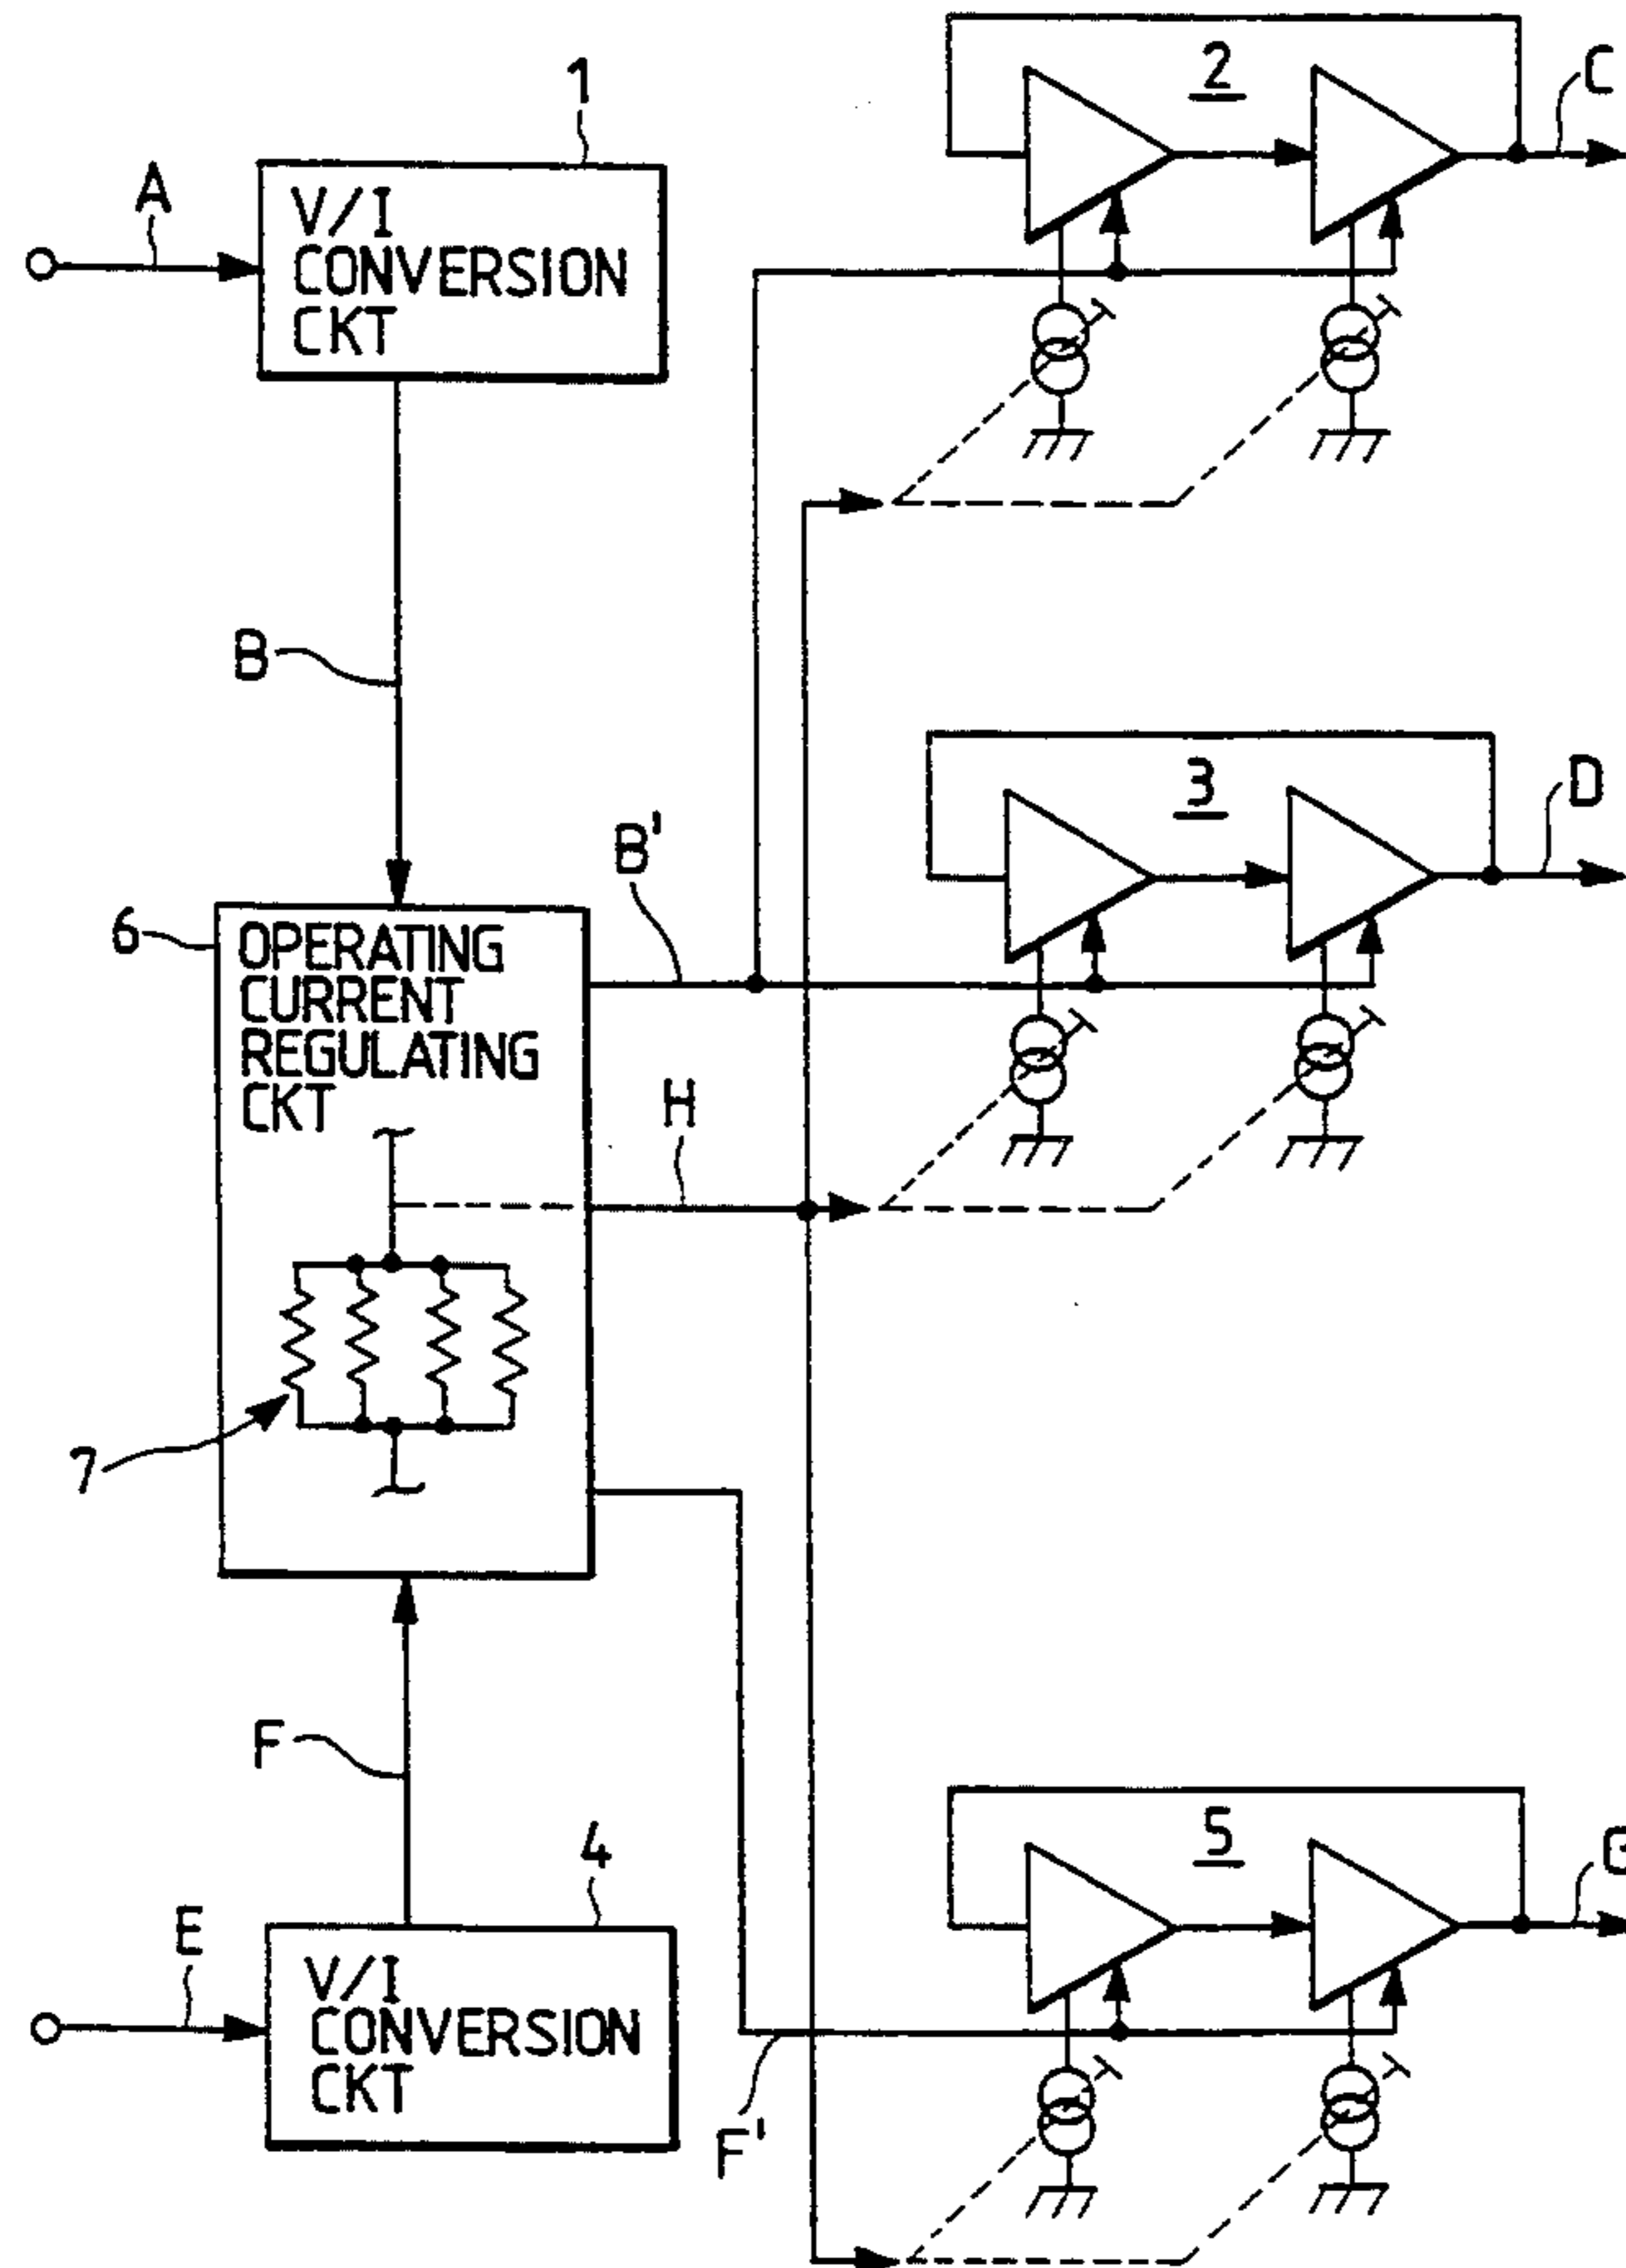 1
2
C
A
V/I
CONVERSION
CKT
B
3
D
B'
6
OPERATING
CURRENT
REGULATING
CKT
H
7
F
5
G
4
E
V/I
CONVERSION
CKT
F'